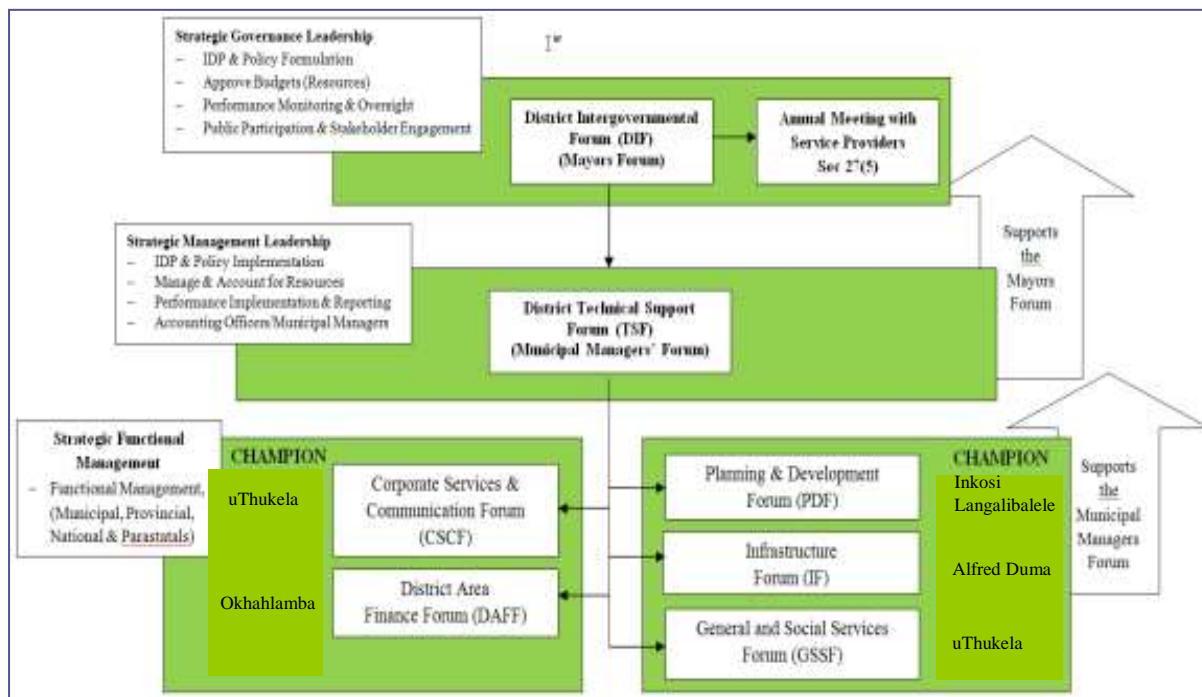 Strategic Governance Leadership
– IDP & Policy Formulation
– Approve Budgets (Resources)
– Performance Monitoring & Oversight
– Public Participation & Stakeholder Engagement
District Intergovernmental
Forum (DIF)
(Mayors Forum)
Annual Meeting with
Service Providers
Sec 27(5)
Supports
the
Mayors
Forum
Strategic Management Leadership
– IDP & Policy Implementation
– Manage & Account for Resources
– Performance Implementation & Reporting
– Accounting Officers/Municipal Managers
District Technical Support
Forum (TSF)
(Municipal Managers' Forum)
Strategic Functional
Management
– Functional Management,
(Municipal, Provincial,
National & Parastatals)
CHAMPION
uThukela
Okhahlamba
Corporate Services &
Communication Forum
(CSCF)
District Area
Finance Forum (DAFF)
Planning & Development
Forum (PDF)
Infrastructure
Forum (IF)
General and Social Services
Forum (GSSF)
CHAMPION
Inkosi
Langalibalele
Alfred Duma
uThukela
Supports
the
Municipal
Managers
Forum